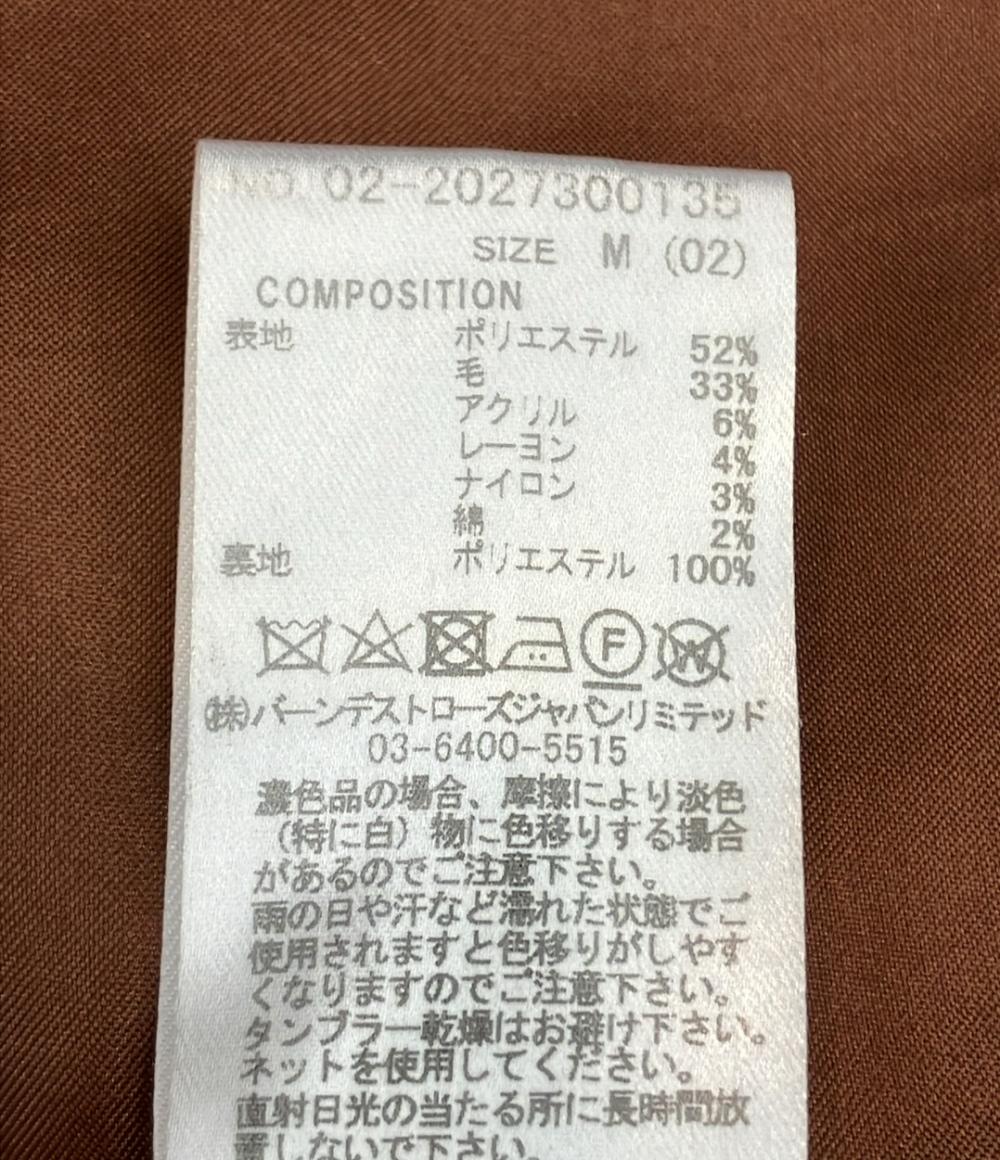 NO. 02-2027300135
SIZE M (02)
COMPOSITION
表地 ポリエステル 52%
毛 33%
アクリル 6%
レーヨン 4%
ナイロン 3%
綿 2%
裏地 ポリエステル 100%
F W
(株)バーンデストローズジャパンリミテッド
03-6400-5515
濃色品の場合、摩擦により淡色
(特に白)物に色移りする場合
があるのでご注意下さい。
雨の日や汗など濡れた状態でご
使用されますと色移りがしやす
くなりますのでご注意下さい。
タンブラー乾燥はお避け下さい。
ネットを使用してください。
直射日光の当たる所に長時間放
置しないで下さい。